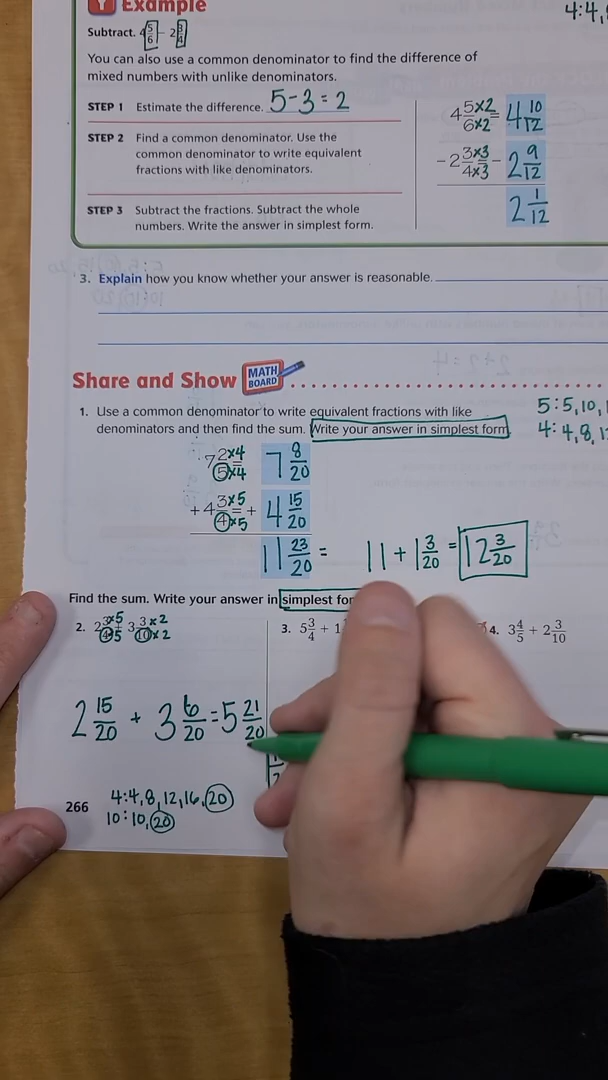 Example
4:4,
Subtract. 4 5/6 - 2 3/4
You can also use a common denominator to find the difference of
mixed numbers with unlike denominators.
STEP 1 Estimate the difference. 5-3=2
STEP 2 Find a common denominator. Use the
common denominator to write equivalent
fractions with like denominators.
STEP 3 Subtract the fractions. Subtract the whole
numbers. Write the answer in simplest form.
4 5×2/6×2 = 4 10/12
- 2 3×3/4×3 = - 2 9/12
2 1/12
3. Explain how you know whether your answer is reasonable.
Share and Show MATH BOARD
1. Use a common denominator to write equivalent fractions with like
denominators and then find the sum. Write your answer in simplest form.
5:5,10,
4:4,8,
7 2×4/5×4 = 7 8/20
+ 4 3×5/4×5 = + 4 15/20
11 23/20 = 11 + 1 3/20 = 12 3/20
Find the sum. Write your answer in simplest
2. 2 3×5/4×5 + 3 3×2/10×2
3. 5 3/4 + 1
4. 3 4/5 + 2 3/10
2 15/20 + 3 6/20 = 5 21/20
4:4,8,12,16,20
10:10,20
266